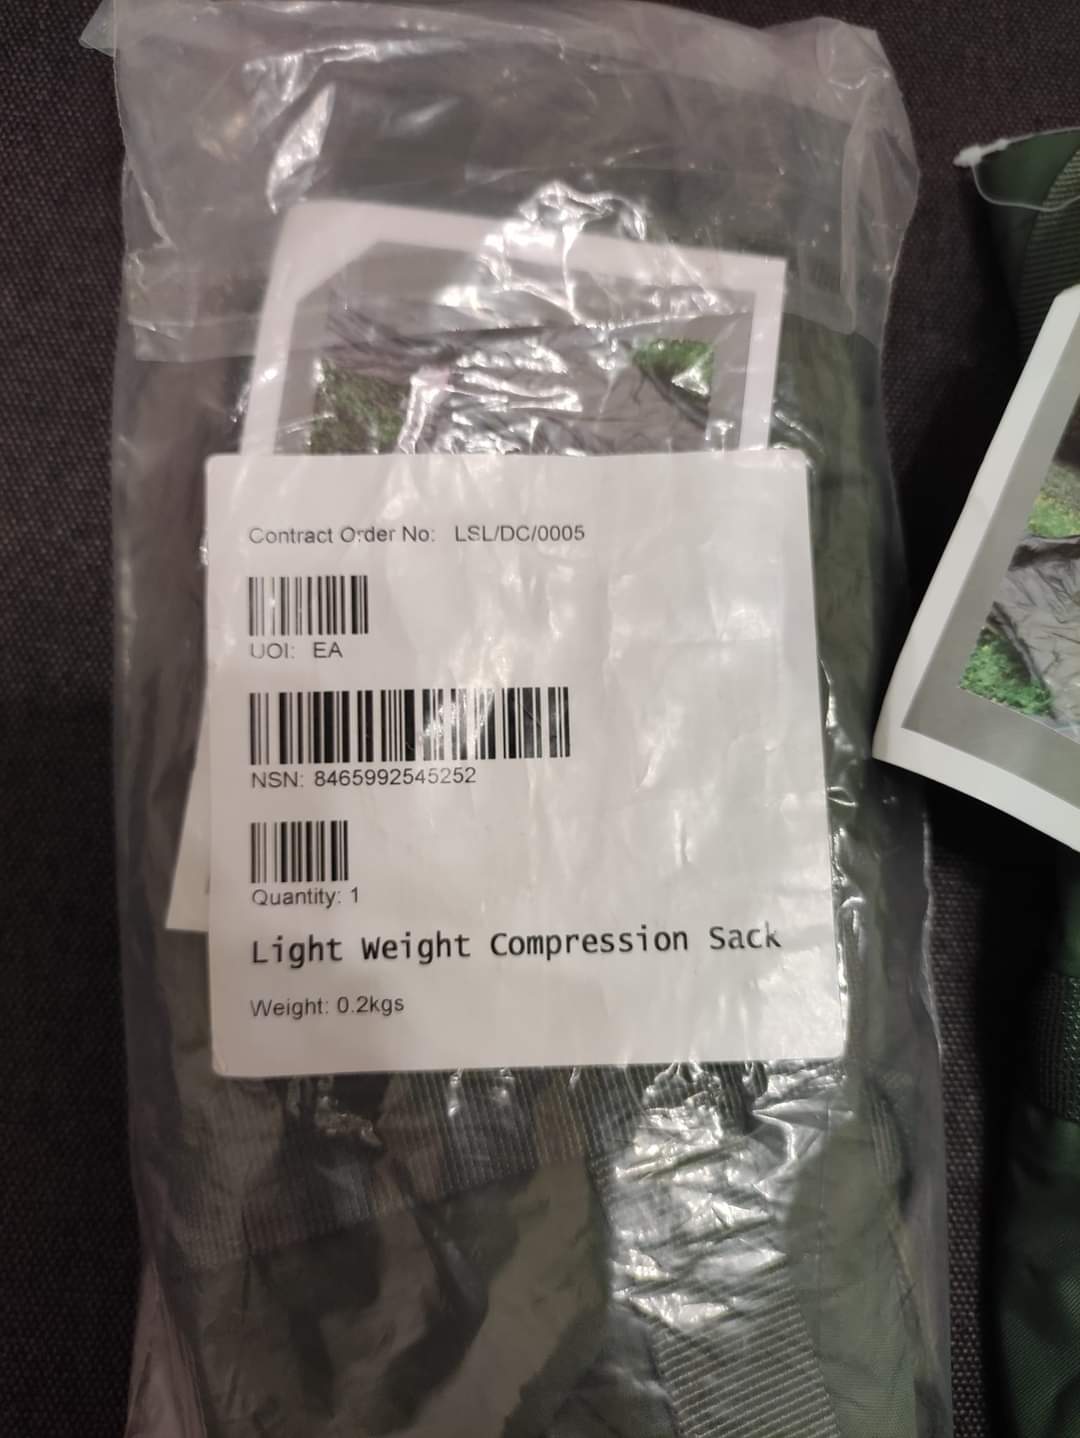 Contract Order No: LSL/DC/0005
UOI: EA
NSN: 8465992545252
Quantity: 1
Light Weight Compression Sack
Weight: 0.2kgs